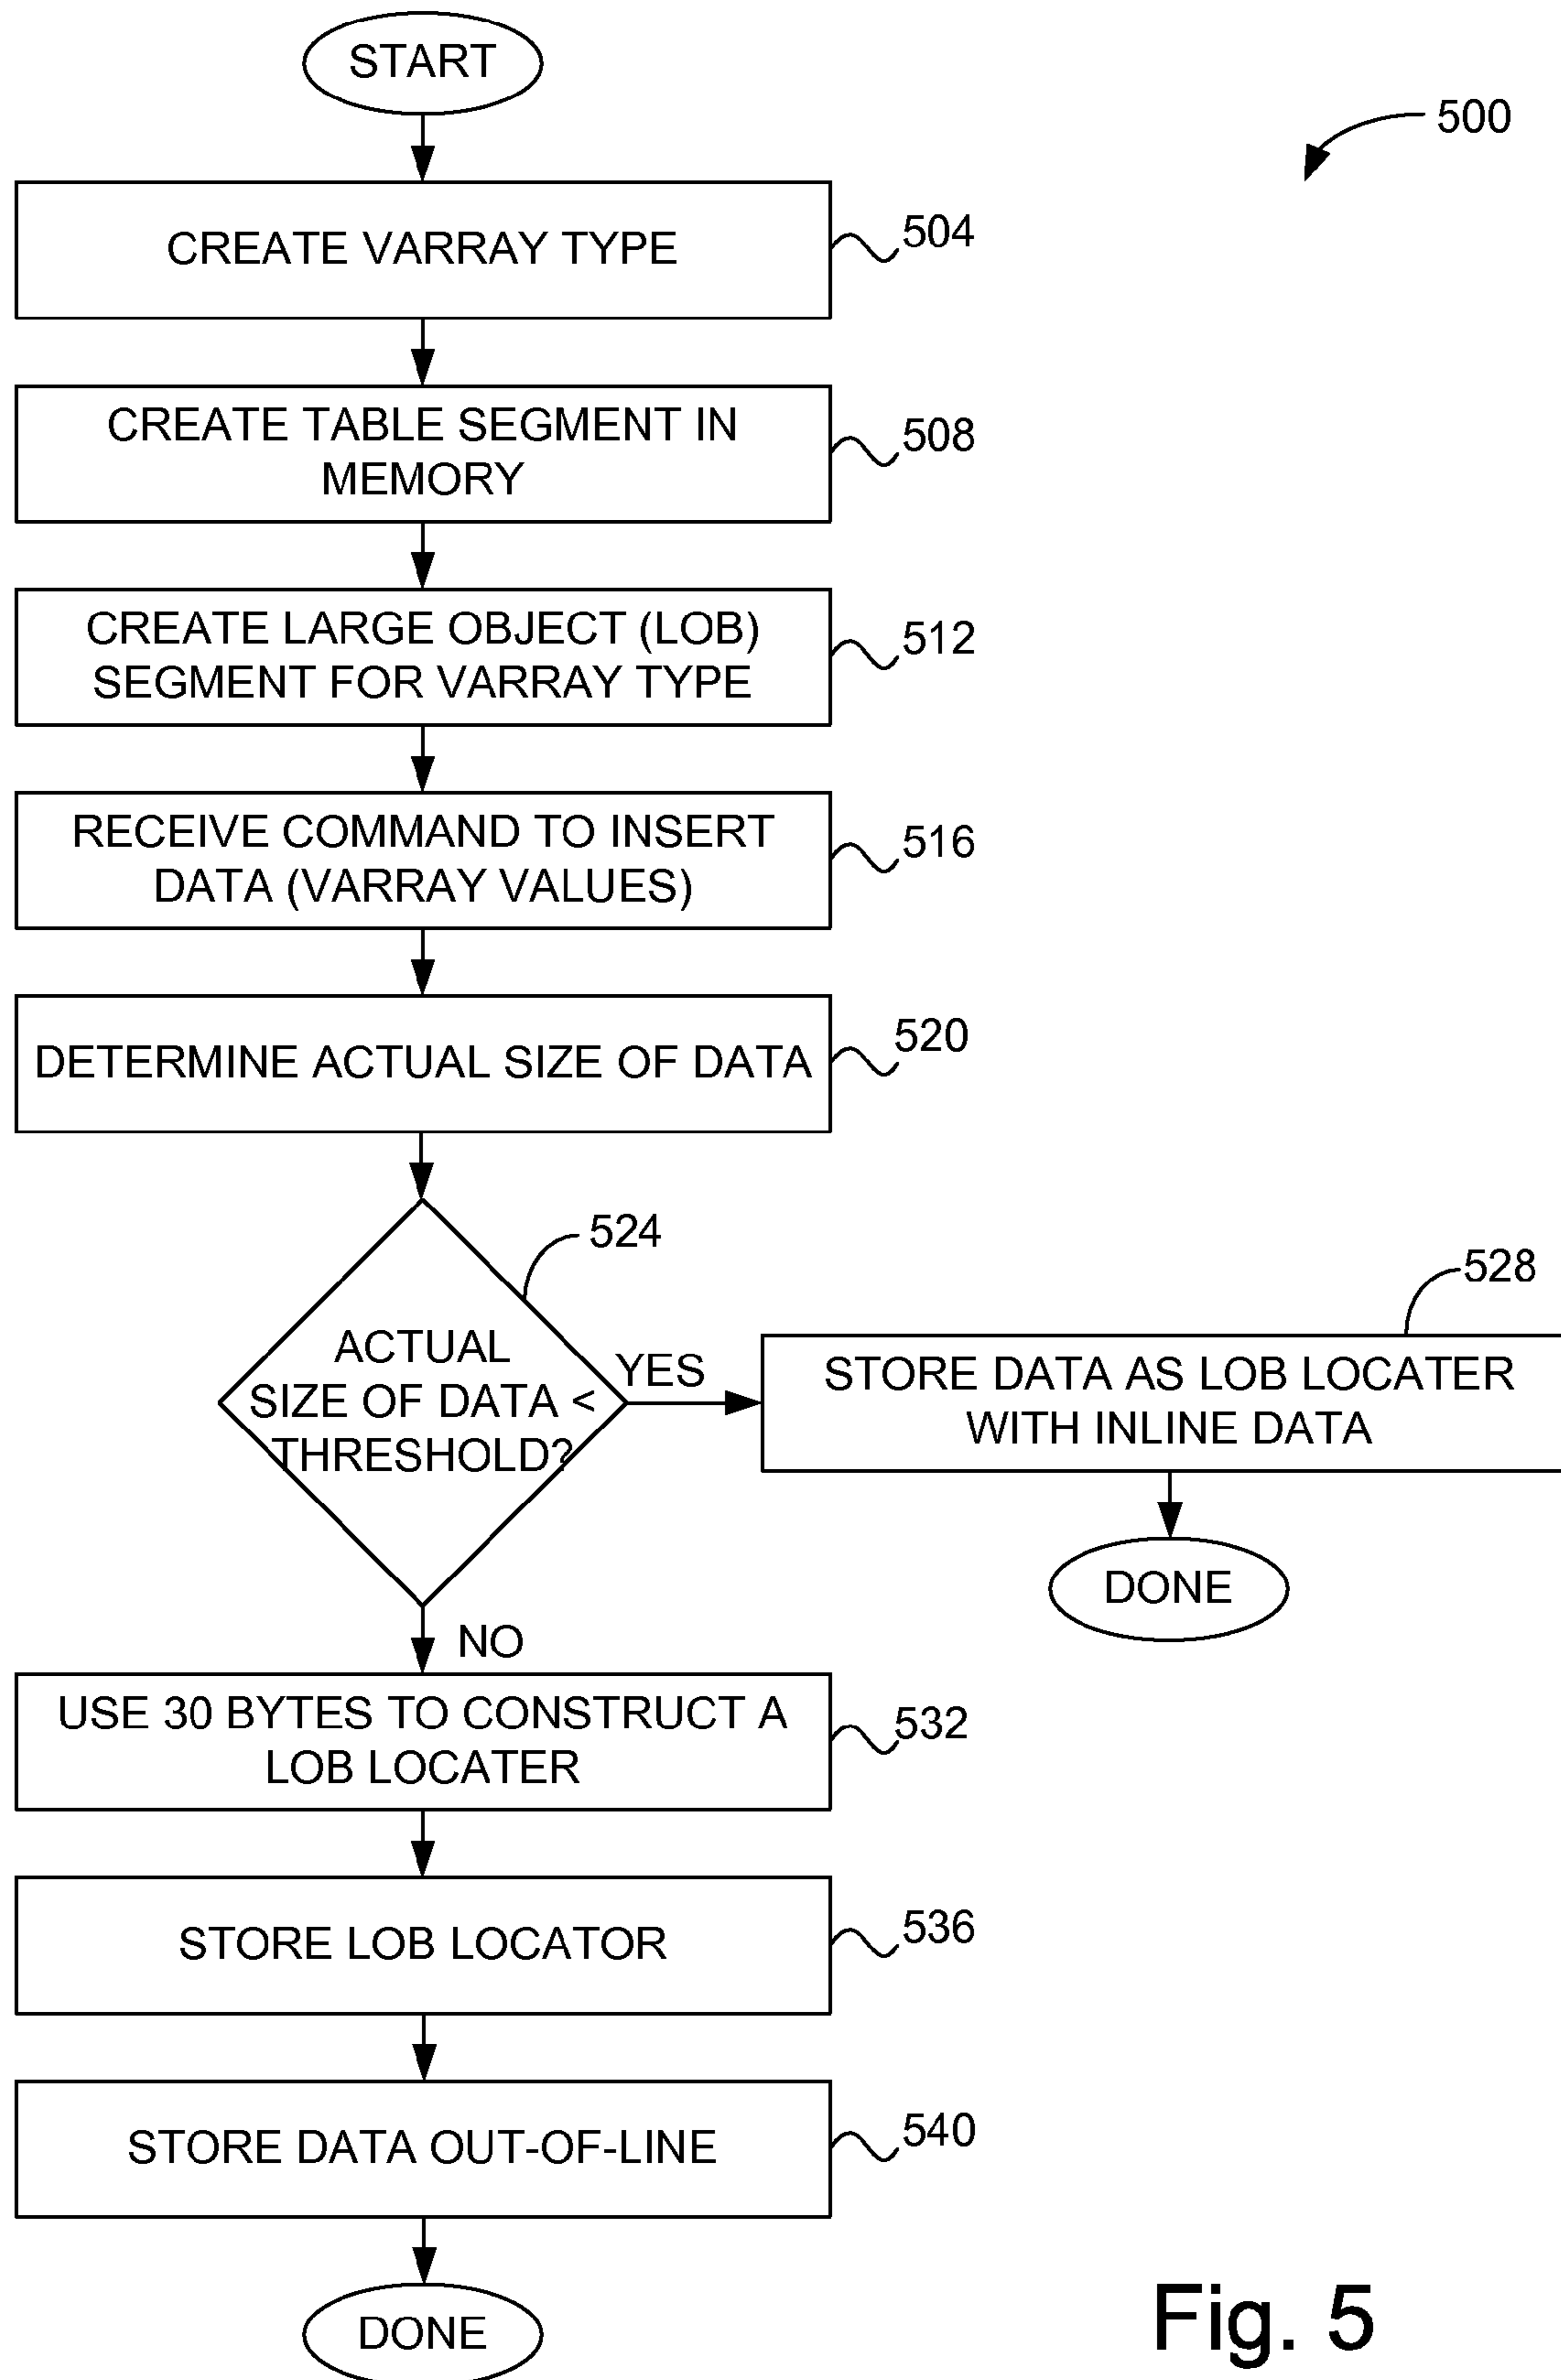 START
500
CREATE VARRAY TYPE
504
CREATE TABLE SEGMENT IN
MEMORY
508
CREATE LARGE OBJECT (LOB)
SEGMENT FOR VARRAY TYPE
512
RECEIVE COMMAND TO INSERT
DATA (VARRAY VALUES)
516
DETERMINE ACTUAL SIZE OF DATA
520
524
ACTUAL
SIZE OF DATA <
THRESHOLD?
YES
528
STORE DATA AS LOB LOCATER
WITH INLINE DATA
DONE
NO
USE 30 BYTES TO CONSTRUCT A
LOB LOCATER
532
STORE LOB LOCATOR
536
STORE DATA OUT-OF-LINE
540
DONE
Fig. 5